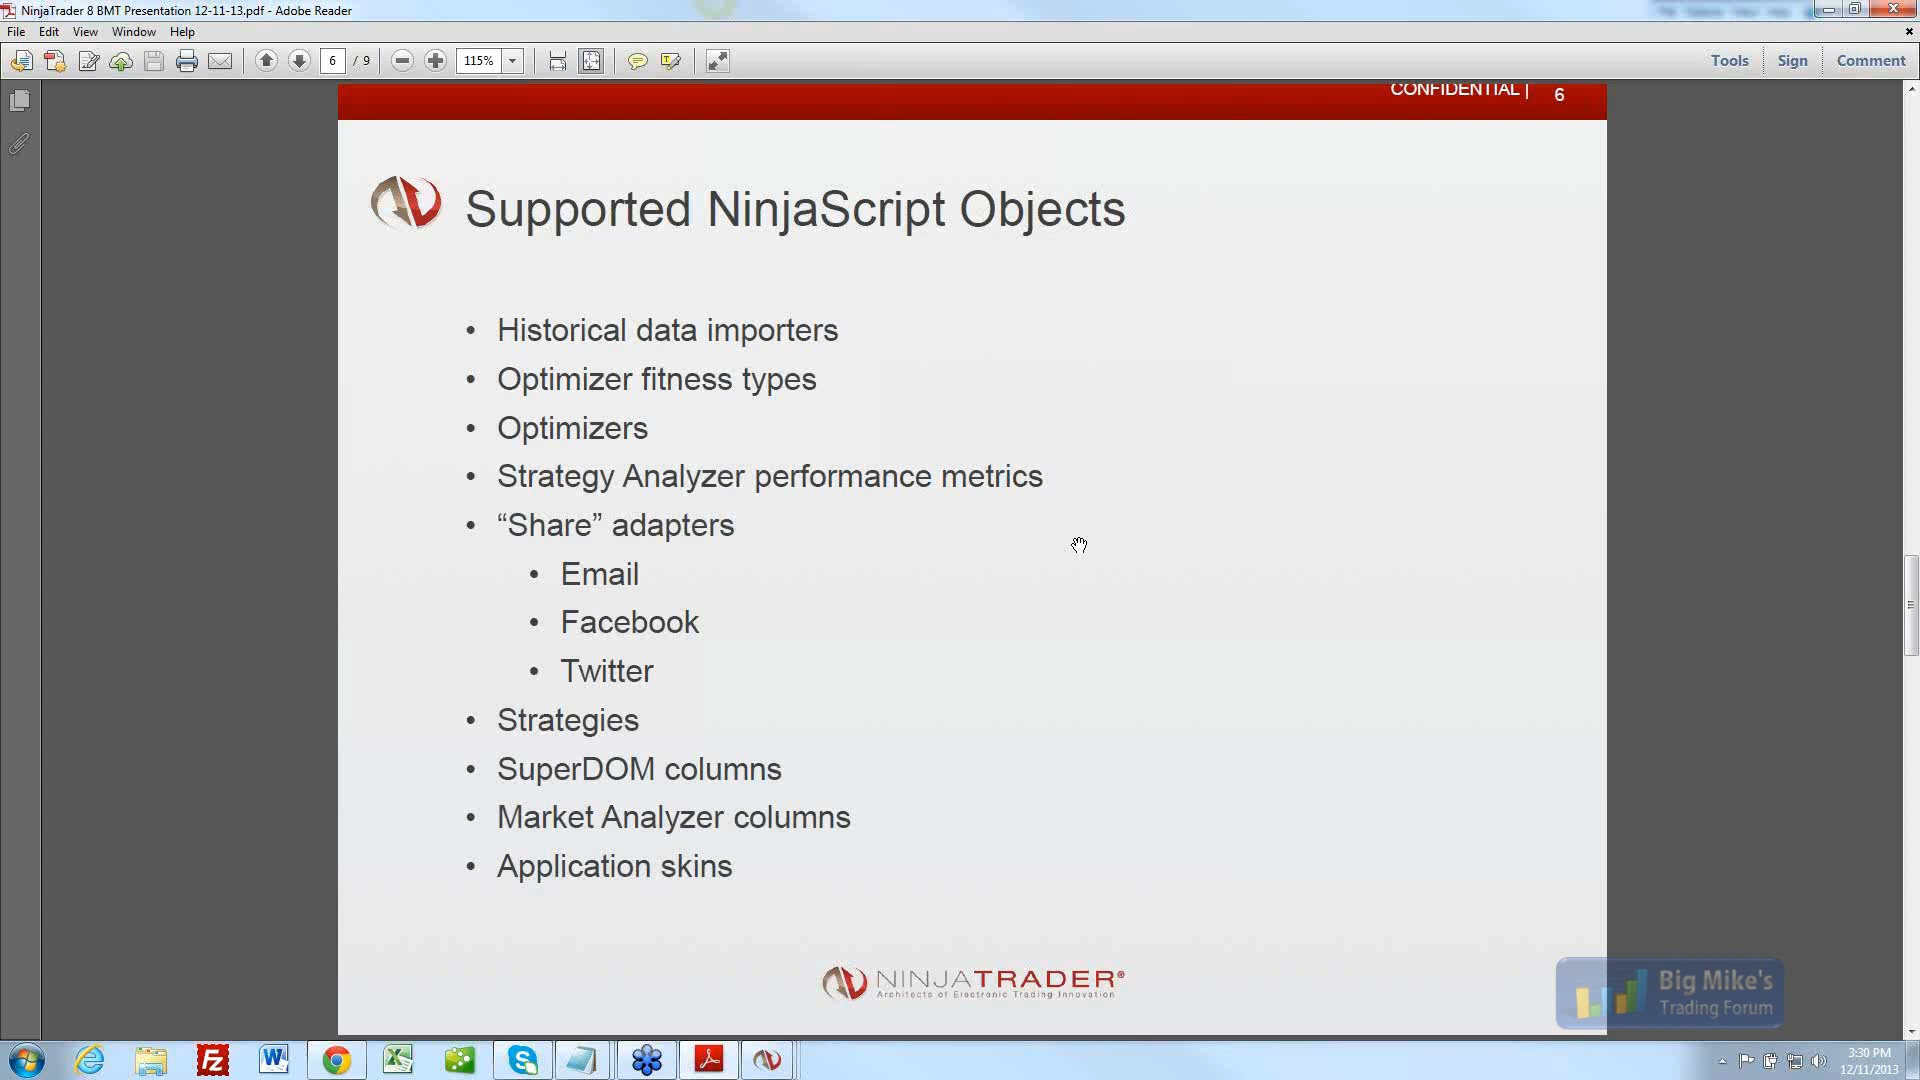 NinjaTrader 8 BMT Presentation 12-11-13.pdf - Adobe Reader
File Edit View Window Help
6 / 9 115% Tools Sign Comment
CONFIDENTIAL | 6
Supported NinjaScript Objects
• Historical data importers
• Optimizer fitness types
• Optimizers
• Strategy Analyzer performance metrics
• “Share” adapters
• Email
• Facebook
• Twitter
• Strategies
• SuperDOM columns
• Market Analyzer columns
• Application skins
NINJATRADER®
Architects of Electronic Trading Innovation
Big Mike's
Trading Forum
3:30 PM
12/11/2013